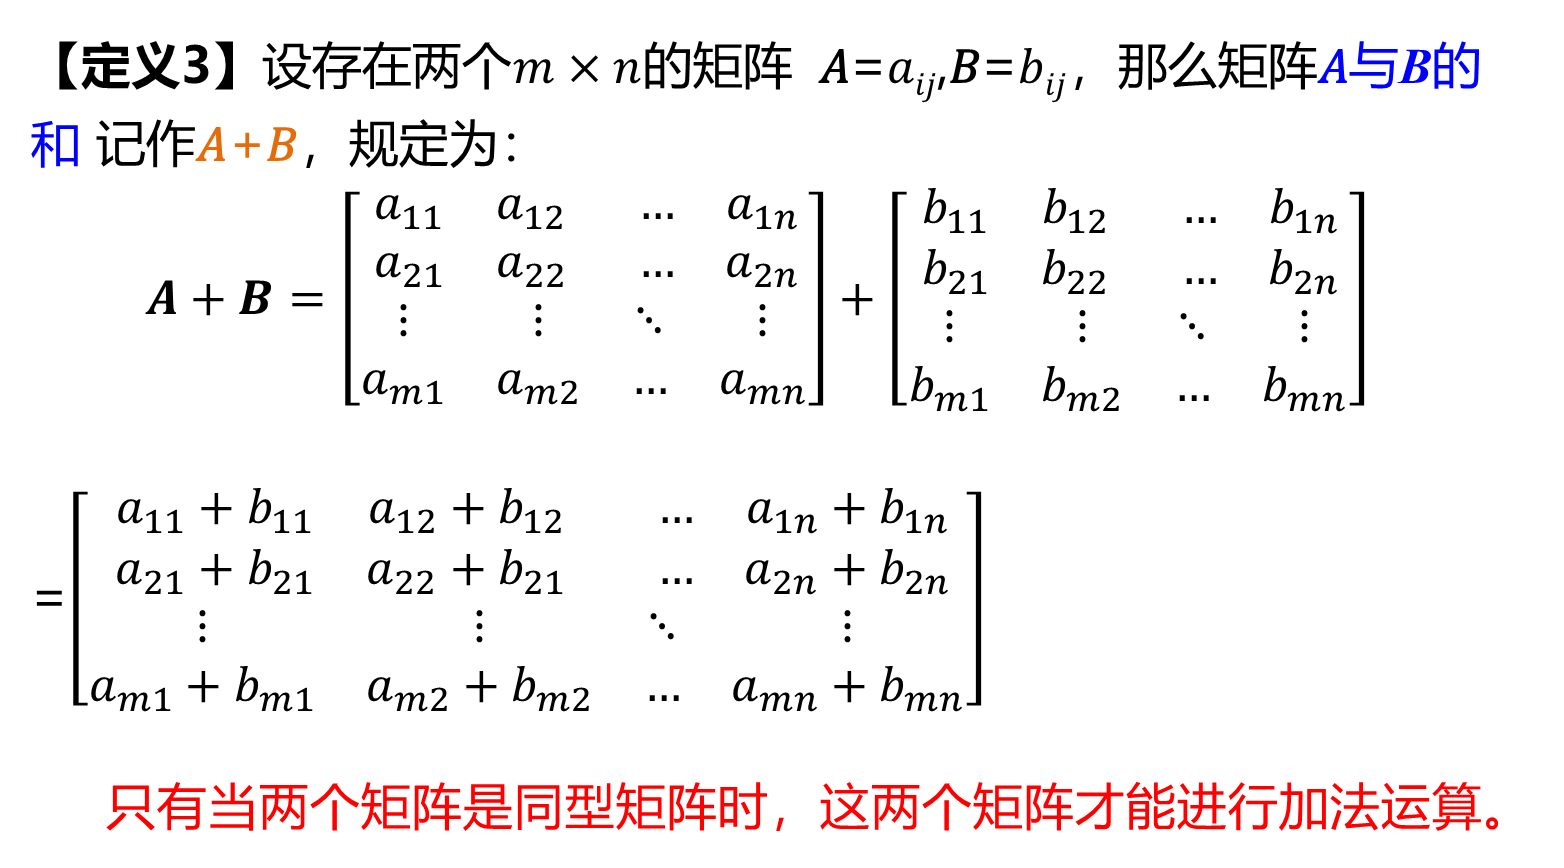 【定义3】设存在两个m × n的矩阵 A=aᵢⱼ,B=bᵢⱼ，那么矩阵A与B的
和 记作A+B，规定为：
A + B = [a₁₁ a₁₂ … a₁ₙ; a₂₁ a₂₂ … a₂ₙ; ⋮ ⋮ ⋱ ⋮; aₘ₁ aₘ₂ … aₘₙ] + [b₁₁ b₁₂ … b₁ₙ; b₂₁ b₂₂ … b₂ₙ; ⋮ ⋮ ⋱ ⋮; bₘ₁ bₘ₂ … bₘₙ]
= [a₁₁ + b₁₁ a₁₂ + b₁₂ … a₁ₙ + b₁ₙ; a₂₁ + b₂₁ a₂₂ + b₂₁ … a₂ₙ + b₂ₙ; ⋮ ⋮ ⋱ ⋮; aₘ₁ + bₘ₁ aₘ₂ + bₘ₂ … aₘₙ + bₘₙ]
只有当两个矩阵是同型矩阵时，这两个矩阵才能进行加法运算。